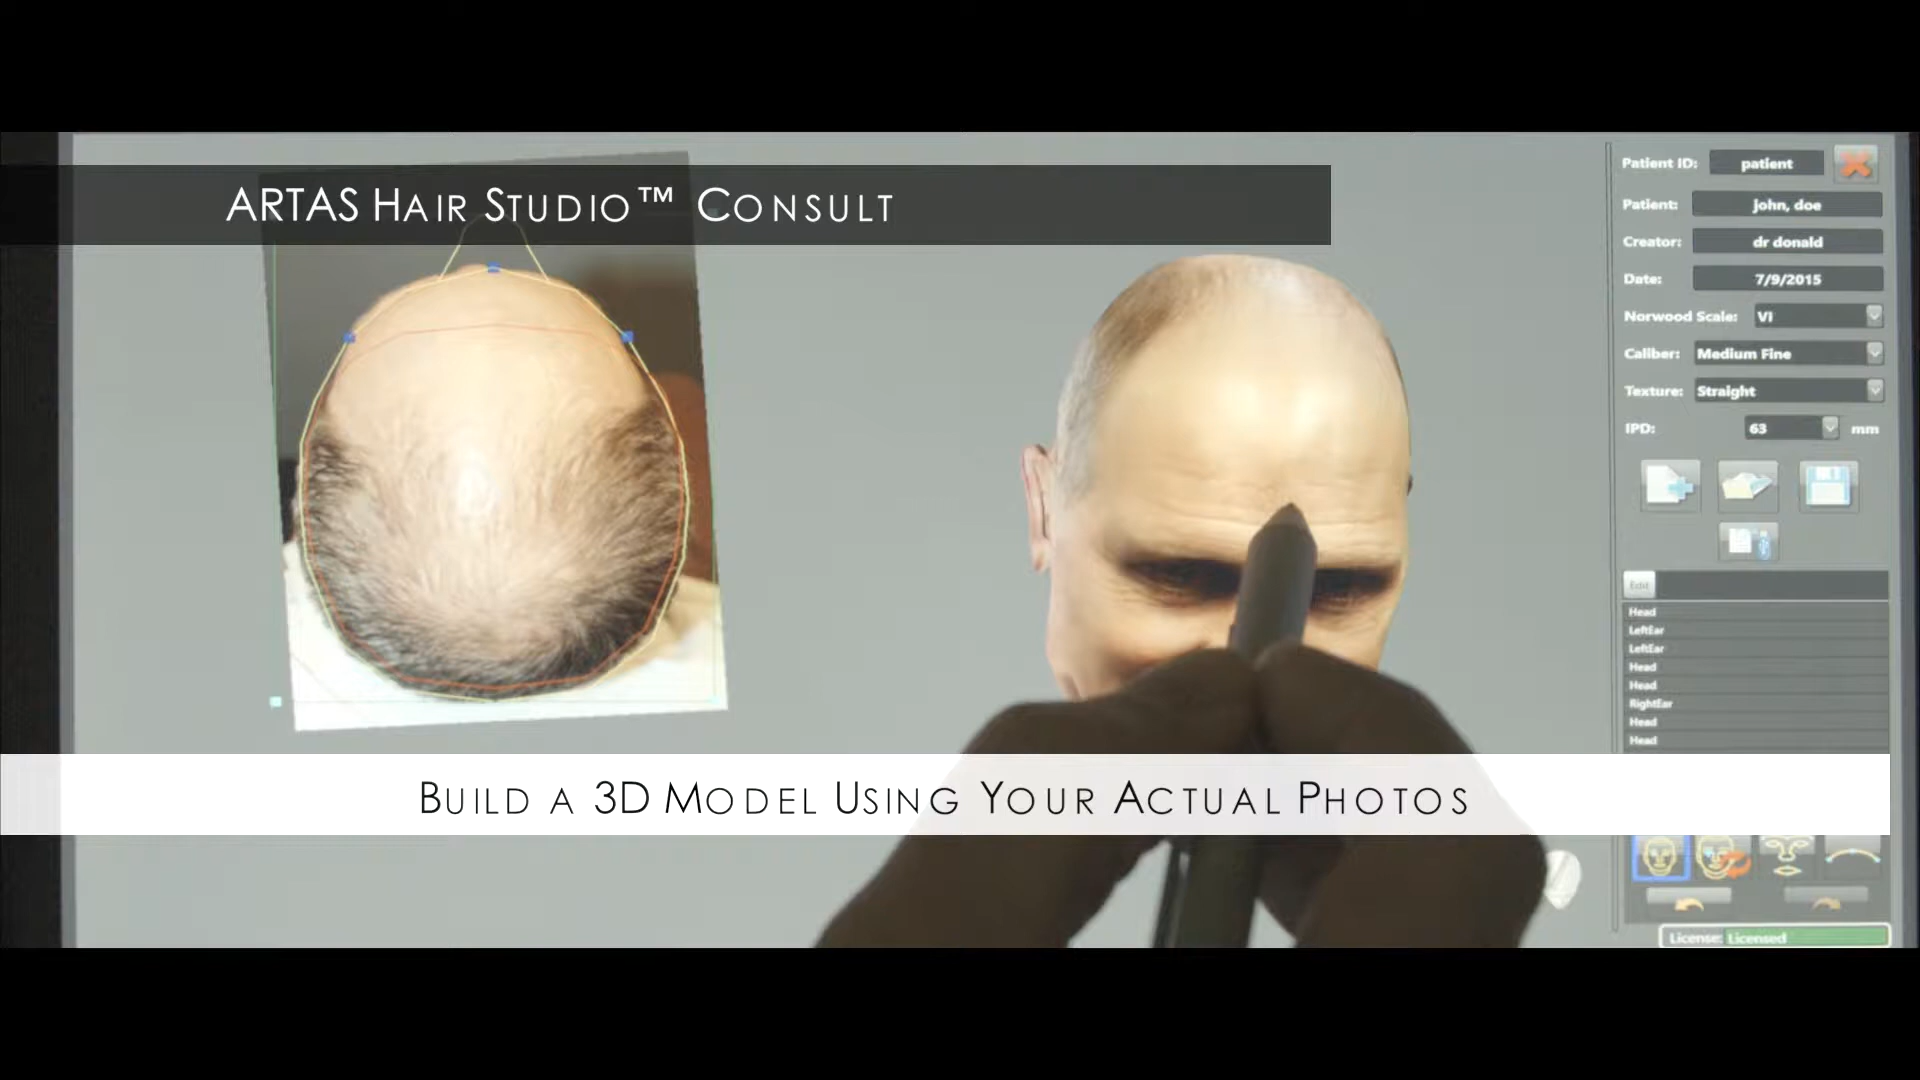 ARTAS HAIR STUDIO™ CONSULT
Patient ID: patient
Patient: john, doe
Creator: dr donald
Date: 7/9/2015
Norwood Scale: VI
Caliber: Medium Fine
Texture: Straight
IPD: 63 mm
Edit
Head
LeftEar
LeftEar
Head
Head
RightEar
Head
Head
BUILD A 3D MODEL USING YOUR ACTUAL PHOTOS
License: Licensed